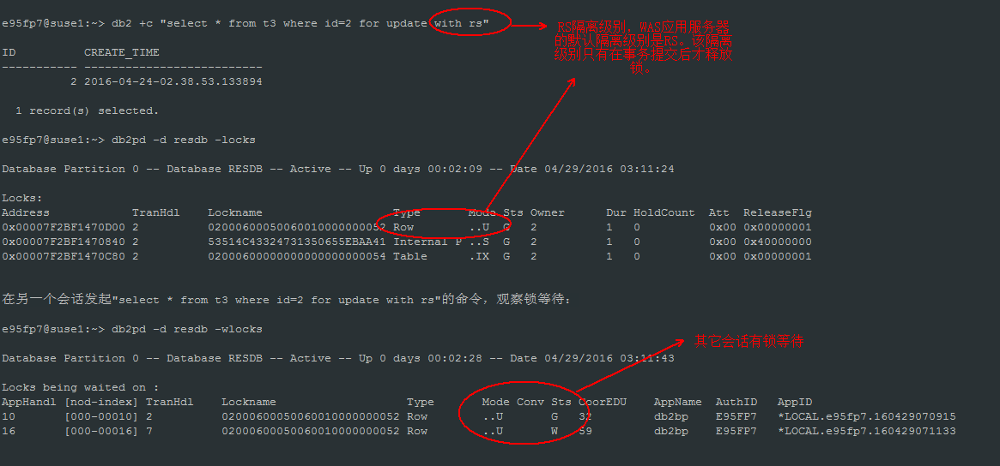 e95fp7@suse1:~> db2 +c "select * from t3 where id=2 for update with rs"
RS隔离级别，WAS应用服务器
的默认隔离级别是RS。该隔离
级别只有在事务提交后才释放
锁。
ID          CREATE_TIME
----------- --------------------------
          2 2016-04-24-02.38.53.133894
  1 record(s) selected.
e95fp7@suse1:~> db2pd -d resdb -locks
Database Partition 0 -- Database RESDB -- Active -- Up 0 days 00:02:09 -- Date 04/29/2016 03:11:24
Locks:
Address            TranHdl    Lockname                   Type       Mode Sts Owner      Dur HoldCount  Att  ReleaseFlg
0x00007F2BF1470D00 2          02000600050060010000000052 Row        ..U  G   2          1   0          0x00 0x00000001
0x00007F2BF1470840 2          53514C43324731350655EBAA41 Internal P ..S  G   2          1   0          0x00 0x40000000
0x00007F2BF1470C80 2          02000600000000000000000054 Table      .IX  G   2          1   0          0x00 0x00000001
在另一个会话发起"select * from t3 where id=2 for update with rs"的命令，观察锁等待：
e95fp7@suse1:~> db2pd -d resdb -wlocks
其它会话有锁等待
Database Partition 0 -- Database RESDB -- Active -- Up 0 days 00:02:28 -- Date 04/29/2016 03:11:43
Locks being waited on :
AppHandl [nod-index] TranHdl    Lockname                   Type       Mode Conv Sts CoorEDU    AppName  AuthID   AppID
10       [000-00010] 2          02000600050060010000000052 Row        ..U       G   32         db2bp    E95FP7   *LOCAL.e95fp7.160429070915
16       [000-00016] 7          02000600050060010000000052 Row        ..U       W   59         db2bp    E95FP7   *LOCAL.e95fp7.160429071133